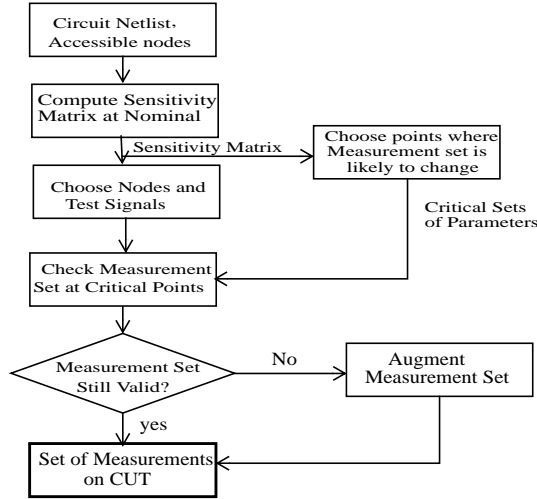 Circuit Netlist,
Accessible nodes
Compute Sensitivity
Matrix at Nominal
Sensitivity Matrix
Choose points where
Measurement set is
likely to change
Choose Nodes and
Test Signals
Critical Sets
of Parameters
Check Measurement
Set at Critical Points
Measurement Set
Still Valid?
No
Augment
Measurement Set
yes
Set of Measurements
on CUT